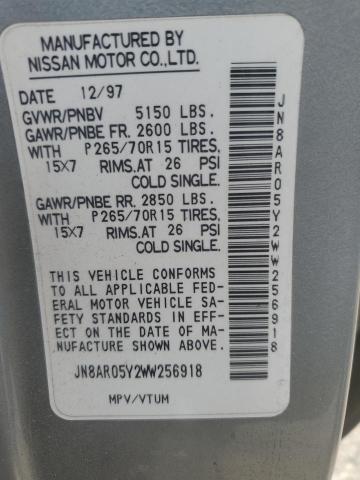 MANUFACTURED BY
NISSAN MOTOR CO.,LTD.
DATE 12/97
GVWR/PNBV 5150 LBS.
GAWR/PNBE FR. 2600 LBS.
WITH P265/70R15 TIRES,
15X7 RIMS.AT 26 PSI
COLD SINGLE.
GAWR/PNBE RR. 2850 LBS.
WITH P265/70R15 TIRES,
15X7 RIMS.AT 26 PSI
COLD SINGLE.
THIS VEHICLE CONFORMS
TO ALL APPLICABLE FED-
ERAL MOTOR VEHICLE SA-
FETY STANDARDS IN EFF-
ECT ON THE DATE OF MA-
NUFACTURE SHOWN ABOVE.
JN8AR05Y2WW256918
MPV/VTUM
JN8AR05Y2WW256918